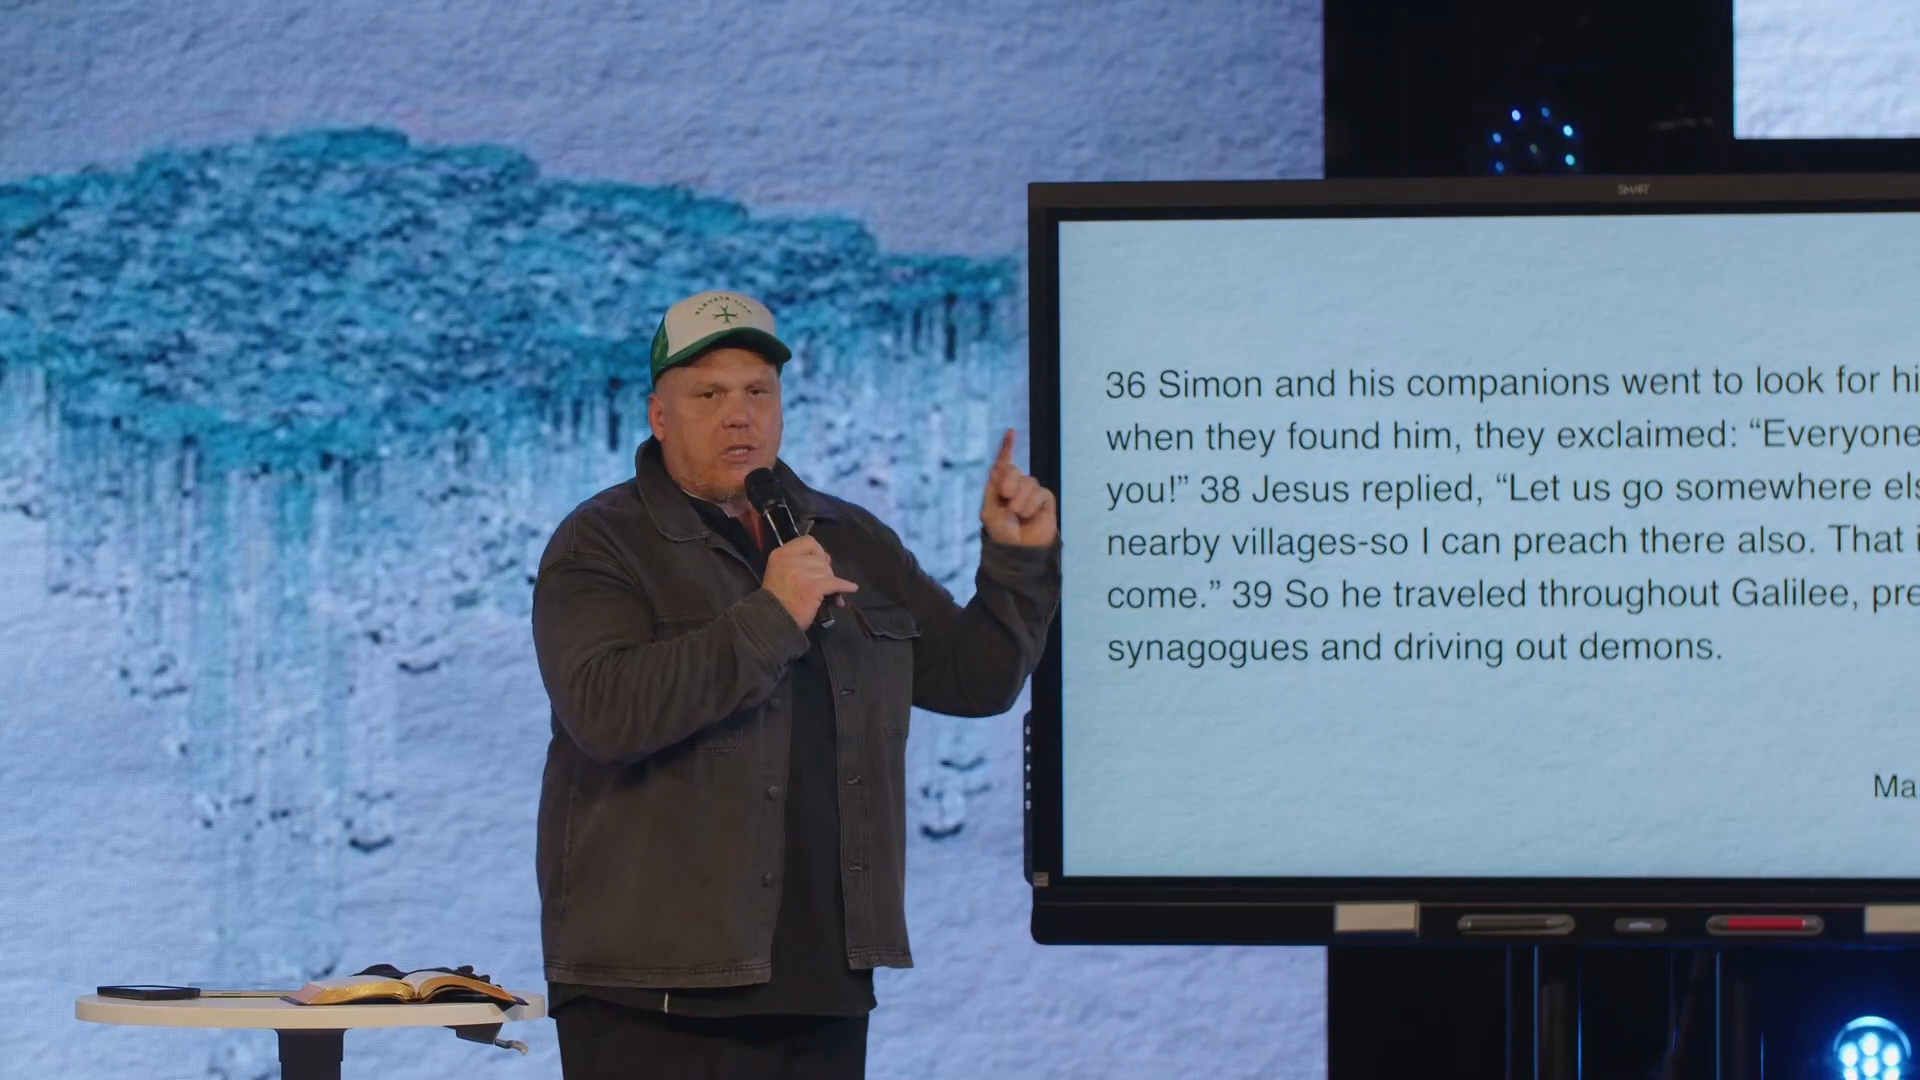 SMART
36 Simon and his companions went to look for hi
when they found him, they exclaimed: “Everyone
you!” 38 Jesus replied, “Let us go somewhere els
nearby villages-so I can preach there also. That i
come.” 39 So he traveled throughout Galilee, pre
synagogues and driving out demons.
Ma